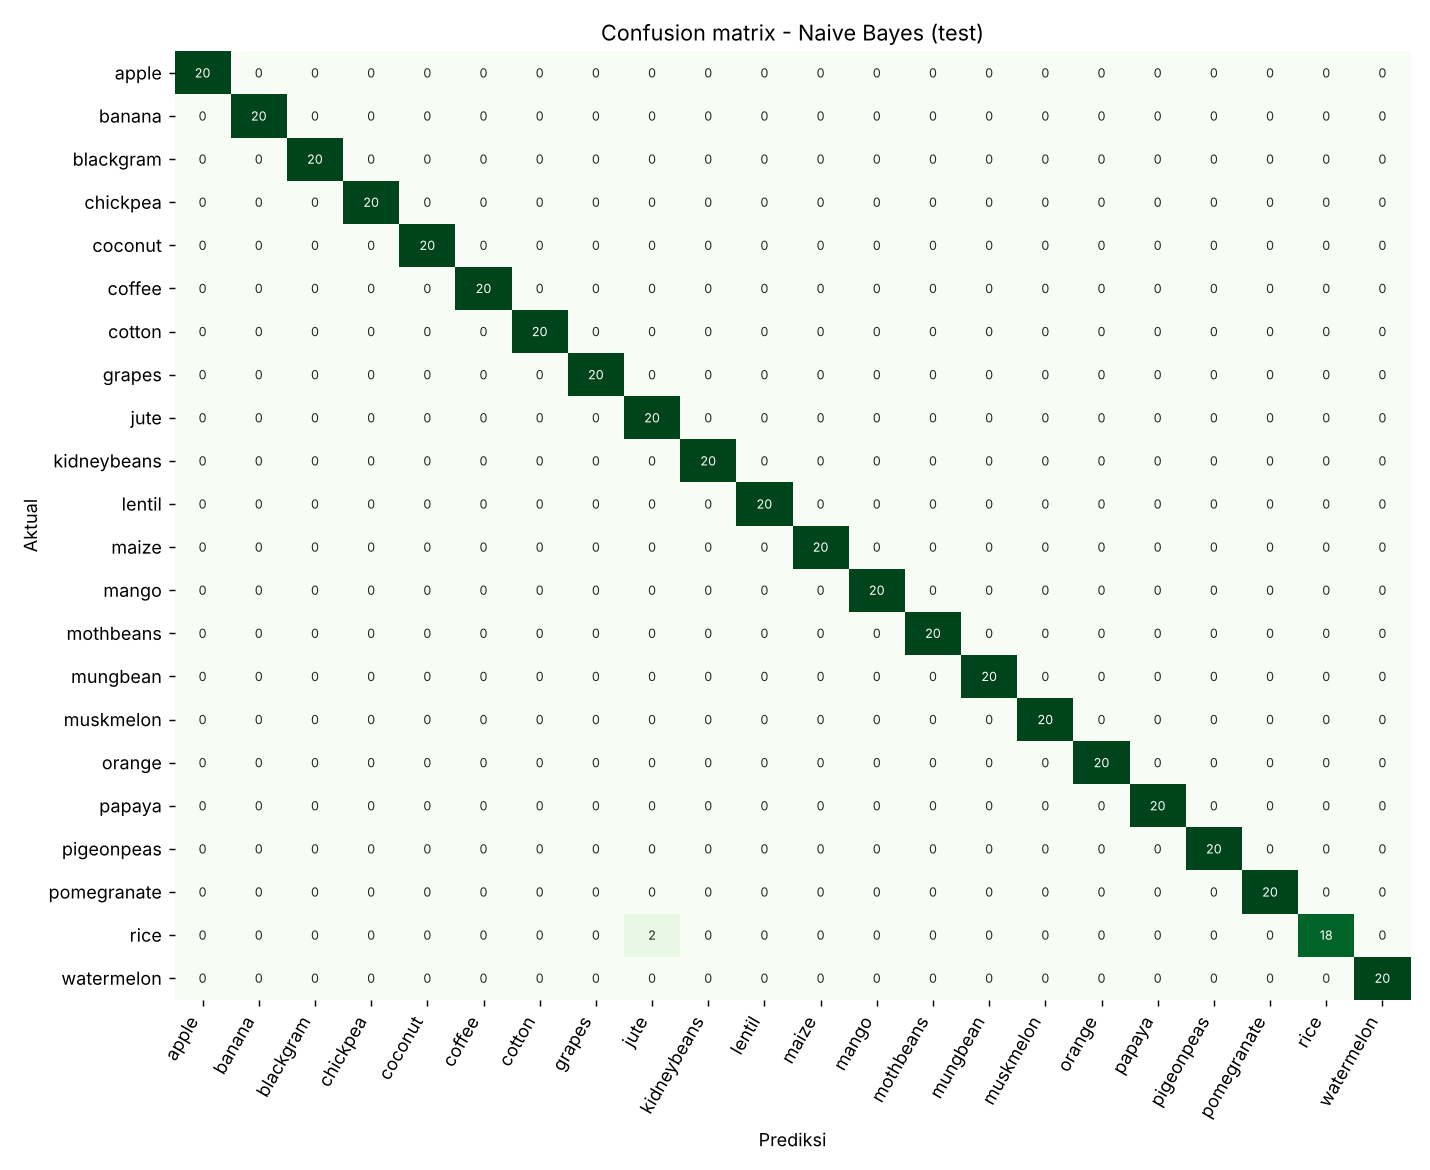 Confusion matrix - Naive Bayes (test)
apple 20 0 0 0 0 0 0 0 0 0 0 0 0 0 0 0 0 0 0 0 0 0
banana 0 20 0 0 0 0 0 0 0 0 0 0 0 0 0 0 0 0 0 0 0 0
blackgram 0 0 20 0 0 0 0 0 0 0 0 0 0 0 0 0 0 0 0 0 0 0
chickpea 0 0 0 20 0 0 0 0 0 0 0 0 0 0 0 0 0 0 0 0 0 0
coconut 0 0 0 0 20 0 0 0 0 0 0 0 0 0 0 0 0 0 0 0 0 0
coffee 0 0 0 0 0 20 0 0 0 0 0 0 0 0 0 0 0 0 0 0 0 0
cotton 0 0 0 0 0 0 20 0 0 0 0 0 0 0 0 0 0 0 0 0 0 0
grapes 0 0 0 0 0 0 0 20 0 0 0 0 0 0 0 0 0 0 0 0 0 0
jute 0 0 0 0 0 0 0 0 20 0 0 0 0 0 0 0 0 0 0 0 0 0
kidneybeans 0 0 0 0 0 0 0 0 0 20 0 0 0 0 0 0 0 0 0 0 0 0
lentil 0 0 0 0 0 0 0 0 0 0 20 0 0 0 0 0 0 0 0 0 0 0
maize 0 0 0 0 0 0 0 0 0 0 0 20 0 0 0 0 0 0 0 0 0 0
mango 0 0 0 0 0 0 0 0 0 0 0 0 20 0 0 0 0 0 0 0 0 0
mothbeans 0 0 0 0 0 0 0 0 0 0 0 0 0 20 0 0 0 0 0 0 0 0
mungbean 0 0 0 0 0 0 0 0 0 0 0 0 0 0 20 0 0 0 0 0 0 0
muskmelon 0 0 0 0 0 0 0 0 0 0 0 0 0 0 0 20 0 0 0 0 0 0
orange 0 0 0 0 0 0 0 0 0 0 0 0 0 0 0 0 20 0 0 0 0 0
papaya 0 0 0 0 0 0 0 0 0 0 0 0 0 0 0 0 0 20 0 0 0 0
pigeonpeas 0 0 0 0 0 0 0 0 0 0 0 0 0 0 0 0 0 0 20 0 0 0
pomegranate 0 0 0 0 0 0 0 0 0 0 0 0 0 0 0 0 0 0 0 20 0 0
rice 0 0 0 0 0 0 0 0 2 0 0 0 0 0 0 0 0 0 0 0 18 0
watermelon 0 0 0 0 0 0 0 0 0 0 0 0 0 0 0 0 0 0 0 0 0 20
Aktual
apple banana blackgram chickpea coconut coffee cotton grapes jute kidneybeans lentil maize mango mothbeans mungbean muskmelon orange papaya pigeonpeas pomegranate rice watermelon
Prediksi